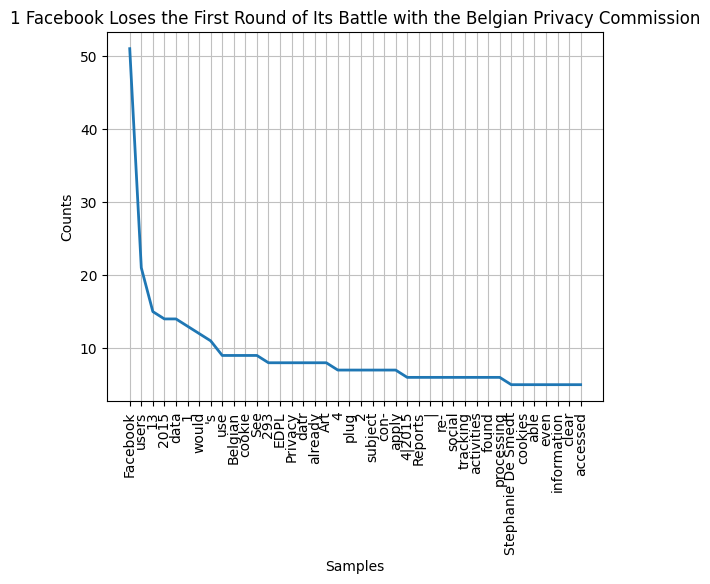 1 Facebook Loses the First Round of Its Battle with the Belgian Privacy Commission
50
40
30
20
10
Counts
Facebook
users
13
2015
data
1
would
's
use
Belgian
cookie
See
293
EDPL
Privacy
datr
already
Art
4
plug
2
subject
con-
apply
4|2015
Reports
|
re-
social
tracking
activities
found
processing
Stephanie De Smedt
cookies
able
even
information
clear
accessed
Samples